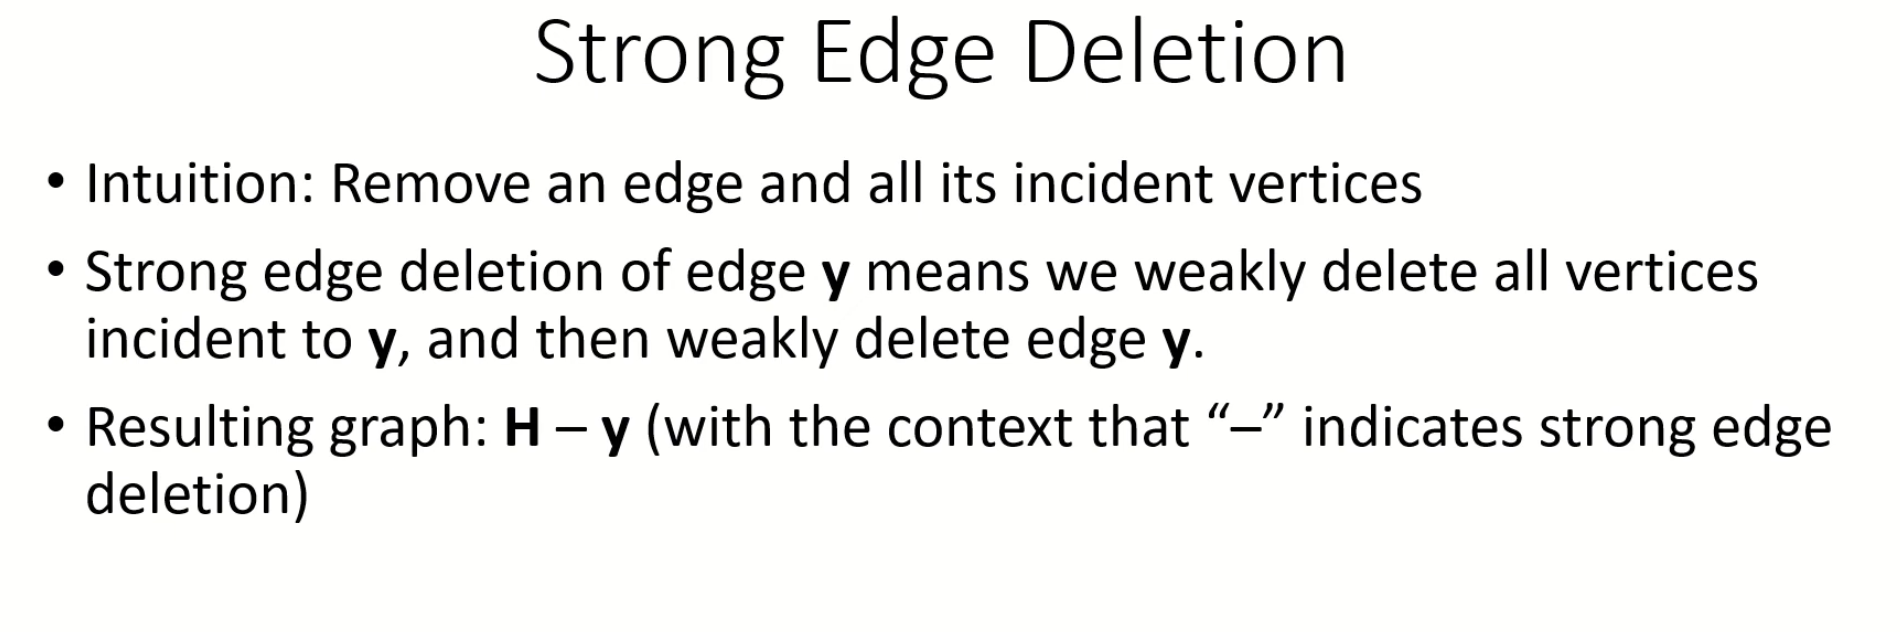 Strong Edge Deletion
• Intuition: Remove an edge and all its incident vertices
• Strong edge deletion of edge y means we weakly delete all vertices
incident to y, and then weakly delete edge y.
• Resulting graph: H – y (with the context that “–” indicates strong edge
deletion)